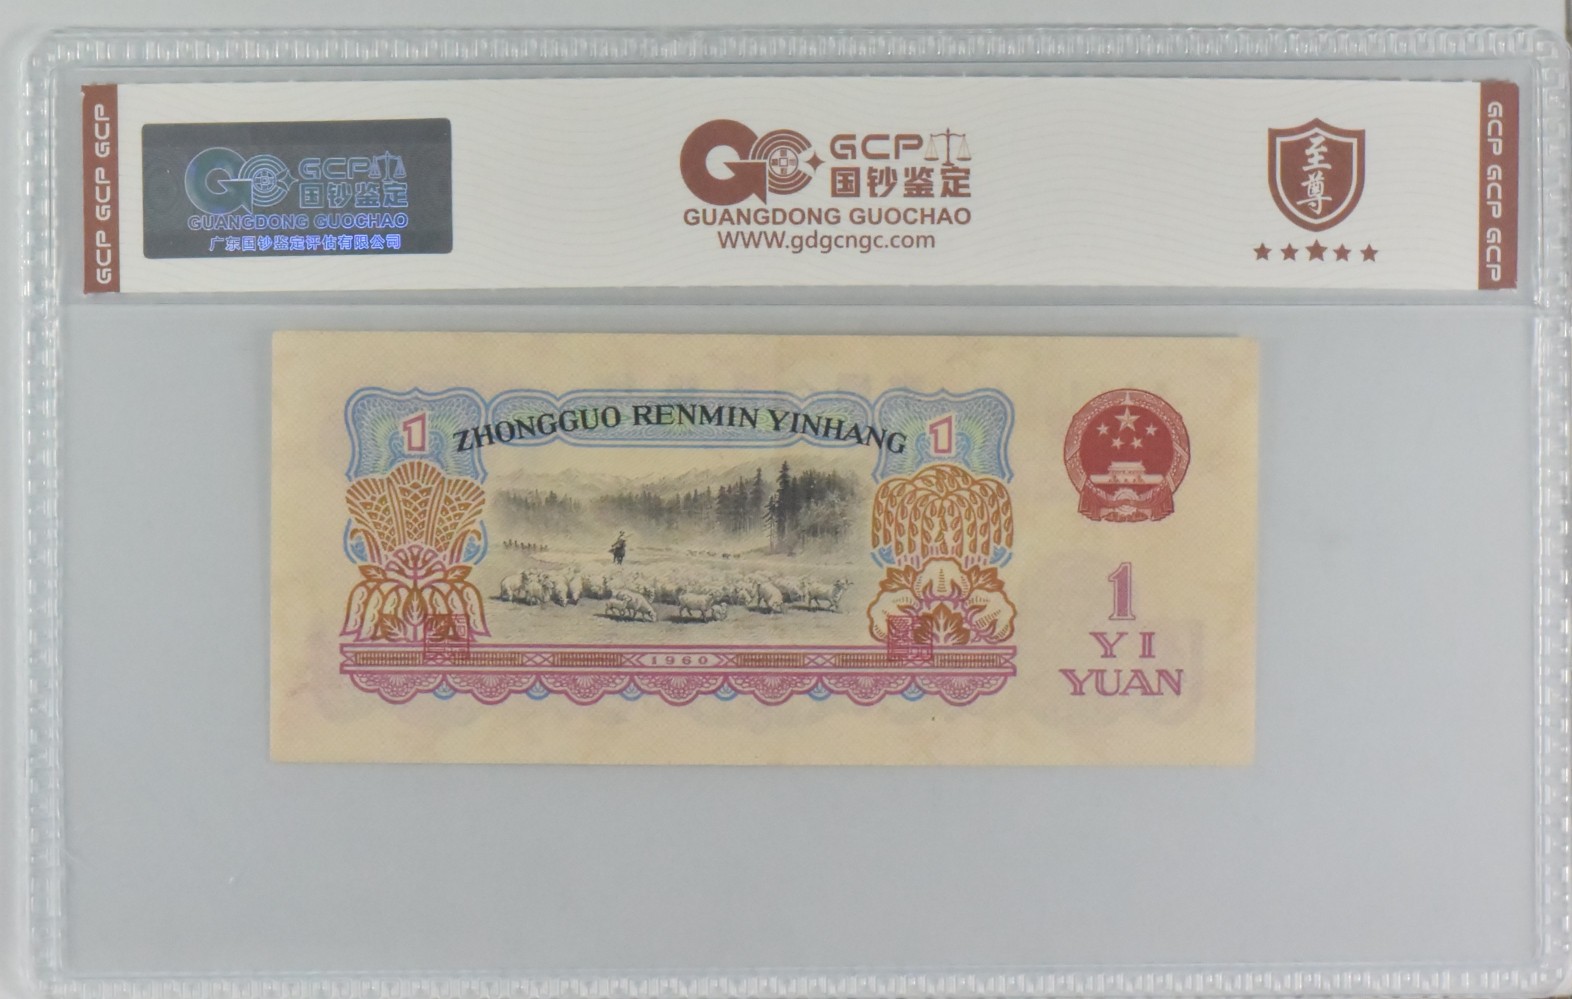 GCP GCP GCP
GCP
国钞鉴定
GUANGDONG GUOCHAO
广东国钞鉴定评估有限公司
GCP
国钞鉴定
GUANGDONG GUOCHAO
WWW.gdgcngc.com
至尊
GCP GCP GCP
ZHONGGUO RENMIN YINHANG
1
1
1960
1
YI
YUAN